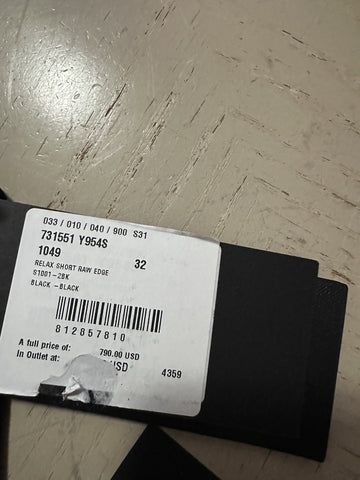 033 / 010 / 040 / 900 S31
731551 Y954S
1049 32
RELAX SHORT RAW EDGE
S1001-28K
BLACK -BLACK
812857810
A full price of: 790.00 USD
In Outlet at: USD
4359